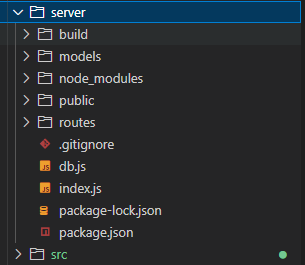 server
build
models
node_modules
public
routes
.gitignore
db.js
index.js
package-lock.json
package.json
src